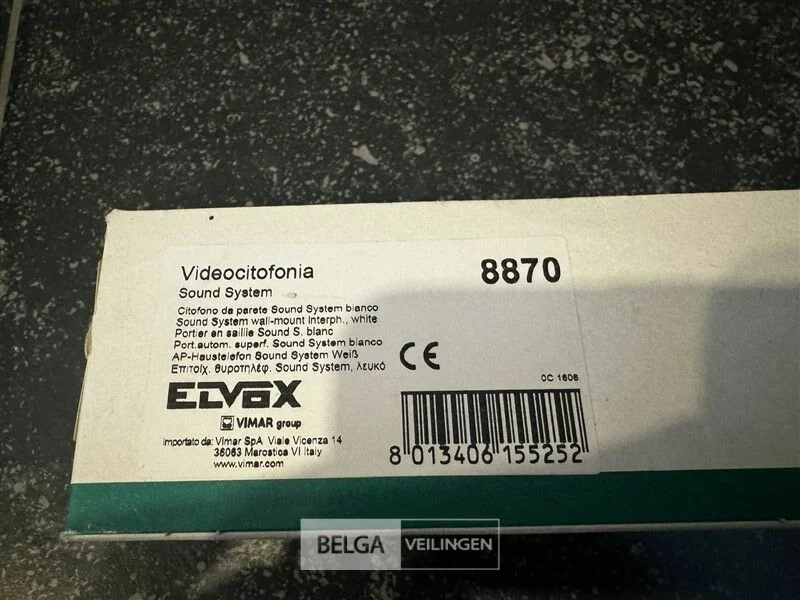 Videocitofonia
8870
Sound System
Citofono da parete Sound System bianco
Sound System wall-mount Interph., white
Portier en saillie Sound S. blanc
Port.autom. superf. Sound System blanco
AP-Haustelefon Sound System Weiß
Επιτοίχ. θυροτηλέφ. Sound System, λευκό
CE
0C 1606
ELVOX
VIMAR group
Importato da: Vimar SpA Viale Vicenza 14
36063 Marostica VI Italy
www.vimar.com
8 013406 155252
BELGA VEILINGEN